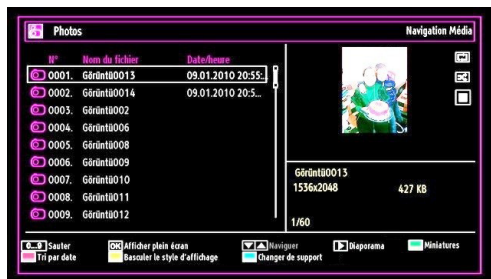 Photos
Navigation Média
N° Nom du fichier Date/heure
0001. Görüntü0013 09.01.2010 20:55:..
0002. Görüntü0014 09.01.2010 20:5...
0003. Görüntü002
0004. Görüntü006
0005. Görüntü008
0006. Görüntü009
0007. Görüntü010
0008. Görüntü011
0009. Görüntü012
Görüntü0013
1536x2048 427 KB
1/60
0...9 Sauter OK Afficher plein écran Naviguer Diaporama Miniatures
Tri par date Basculer le style d'affichage Changer de support